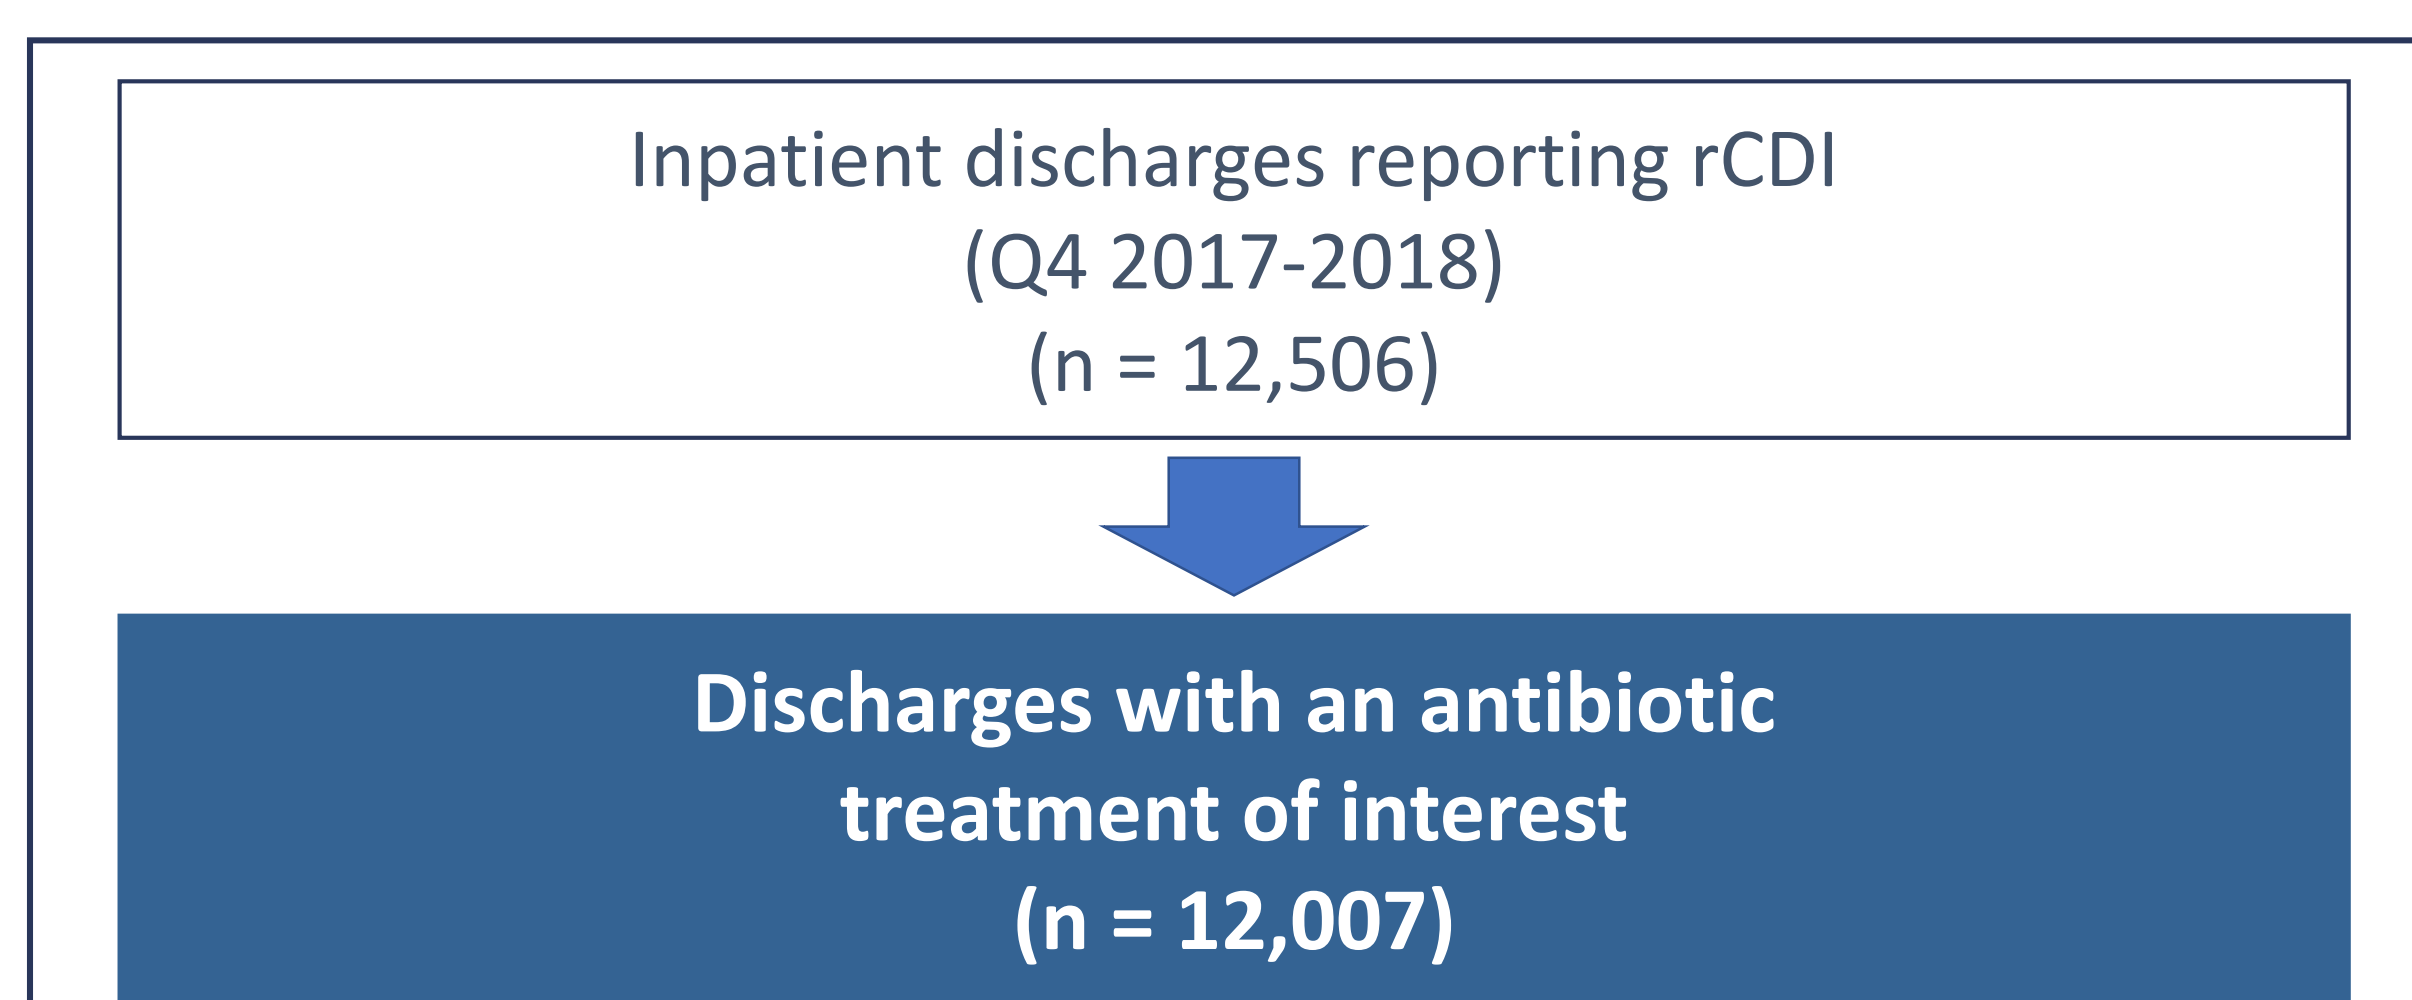 Inpatient discharges reporting rCDI
(Q4 2017-2018)
(n = 12,506)
Discharges with an antibiotic
treatment of interest
(n = 12,007)